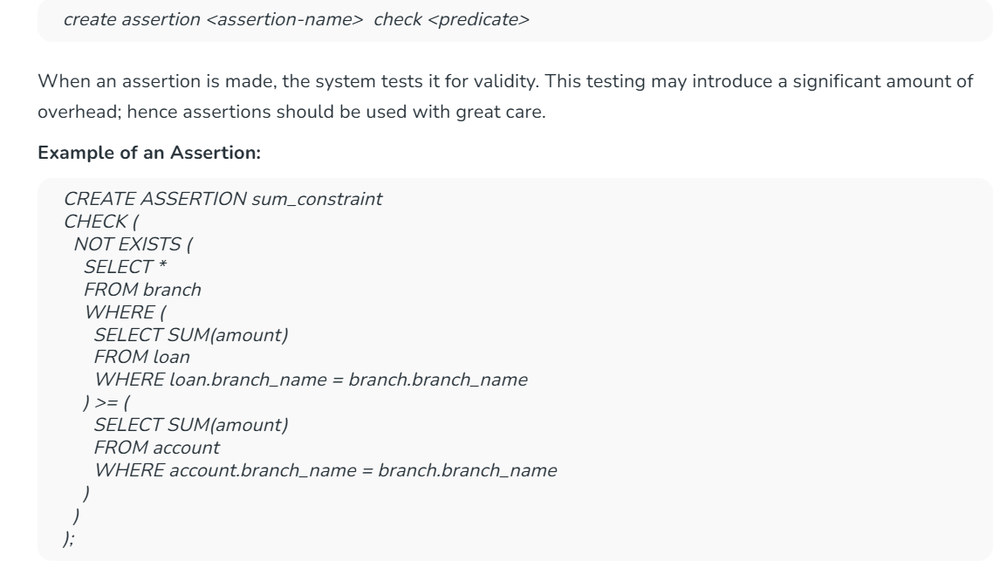 create assertion <assertion-name>  check <predicate>
When an assertion is made, the system tests it for validity. This testing may introduce a significant amount of
overhead; hence assertions should be used with great care.
Example of an Assertion:
CREATE ASSERTION sum_constraint
CHECK (
  NOT EXISTS (
    SELECT *
    FROM branch
    WHERE (
      SELECT SUM(amount)
      FROM loan
      WHERE loan.branch_name = branch.branch_name
    ) >= (
      SELECT SUM(amount)
      FROM account
      WHERE account.branch_name = branch.branch_name
    )
  )
);